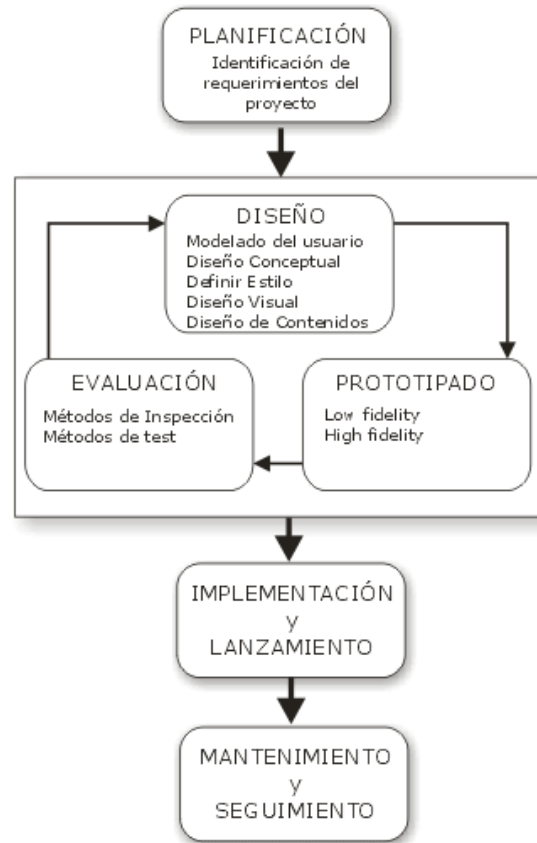 PLANIFICACIÓN
Identificación de
requerimientos del
proyecto
DISEÑO
Modelado del usuario
Diseño Conceptual
Definir Estilo
Diseño Visual
Diseño de Contenidos
EVALUACIÓN
Métodos de Inspección
Métodos de test
PROTOTIPADO
Low fidelity
High fidelity
IMPLEMENTACIÓN
y
LANZAMIENTO
MANTENIMIENTO
y
SEGUIMIENTO